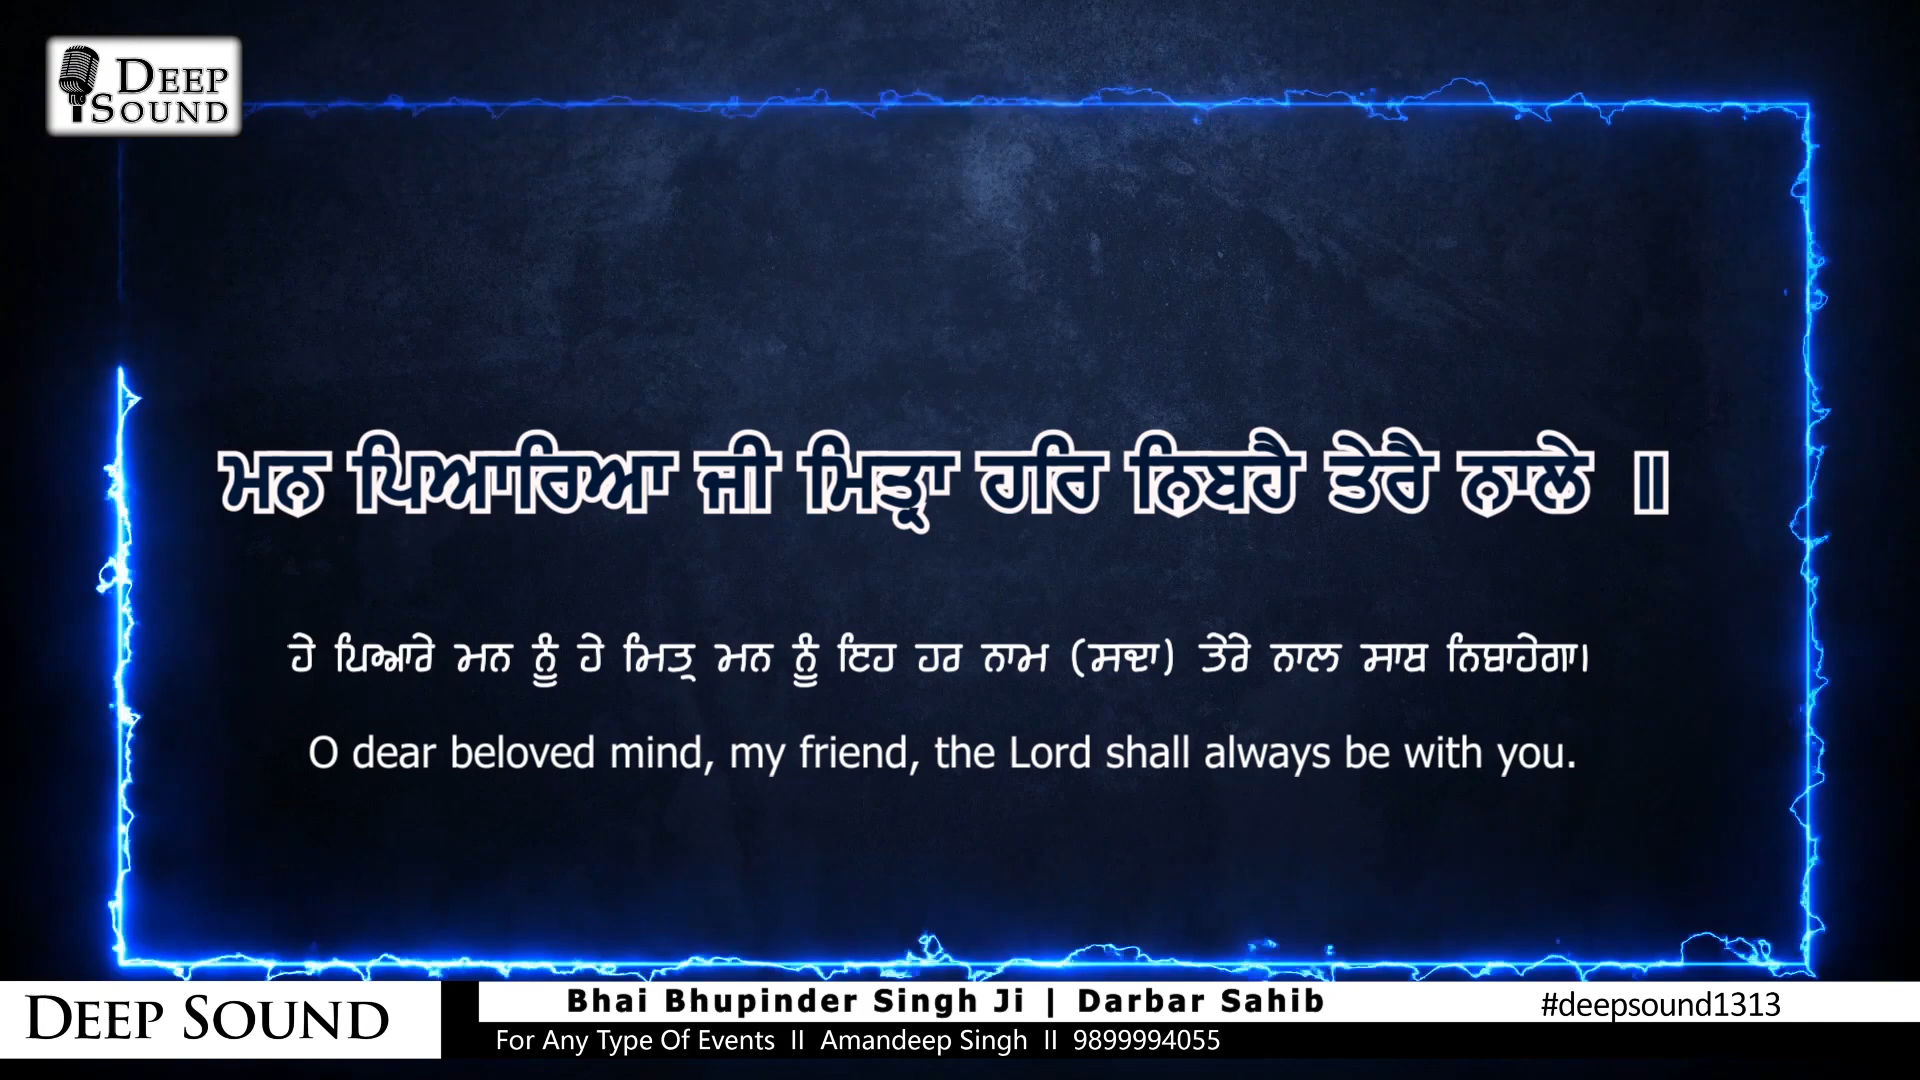 DEEP
SOUND
ਮਨ ਪਿਆਰਿਆ ਜੀ ਮਿਤ੍ਰਾ ਹਰਿ ਨਿਬਹੈ ਤੇਰੈ ਨਾਲੇ ॥
ਹੇ ਪਿਆਰੇ ਮਨ ਨੂੰ ਹੇ ਮਿਤ੍ਰ ਮਨ ਨੂੰ ਇਹ ਹਰ ਨਾਮ (ਸਦਾ) ਤੇਰੇ ਨਾਲ ਸਾਥ ਨਿਬਾਹੇਗਾ।
O dear beloved mind, my friend, the Lord shall always be with you.
DEEP SOUND
Bhai Bhupinder Singh Ji | Darbar Sahib
#deepsound1313
For Any Type Of Events II Amandeep Singh II 9899994055